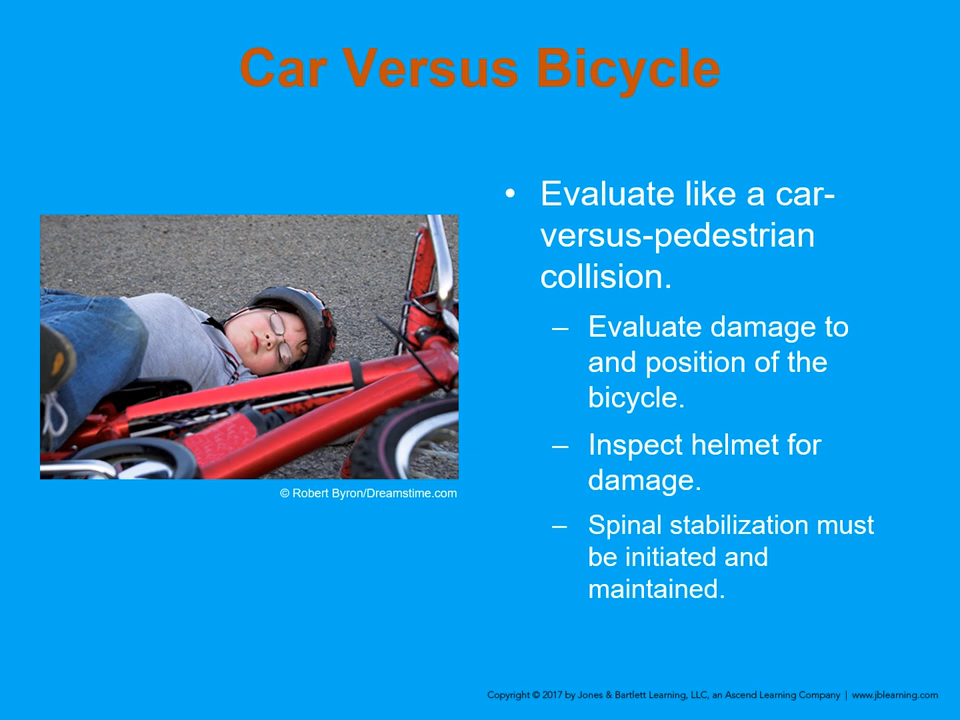 Car Versus Bicycle
• Evaluate like a car-
versus-pedestrian
collision.
– Evaluate damage to
and position of the
bicycle.
– Inspect helmet for
damage.
– Spinal stabilization must
be initiated and
maintained.
© Robert Byron/Dreamstime.com
Copyright © 2017 by Jones & Bartlett Learning, LLC, an Ascend Learning Company | www.jblearning.com